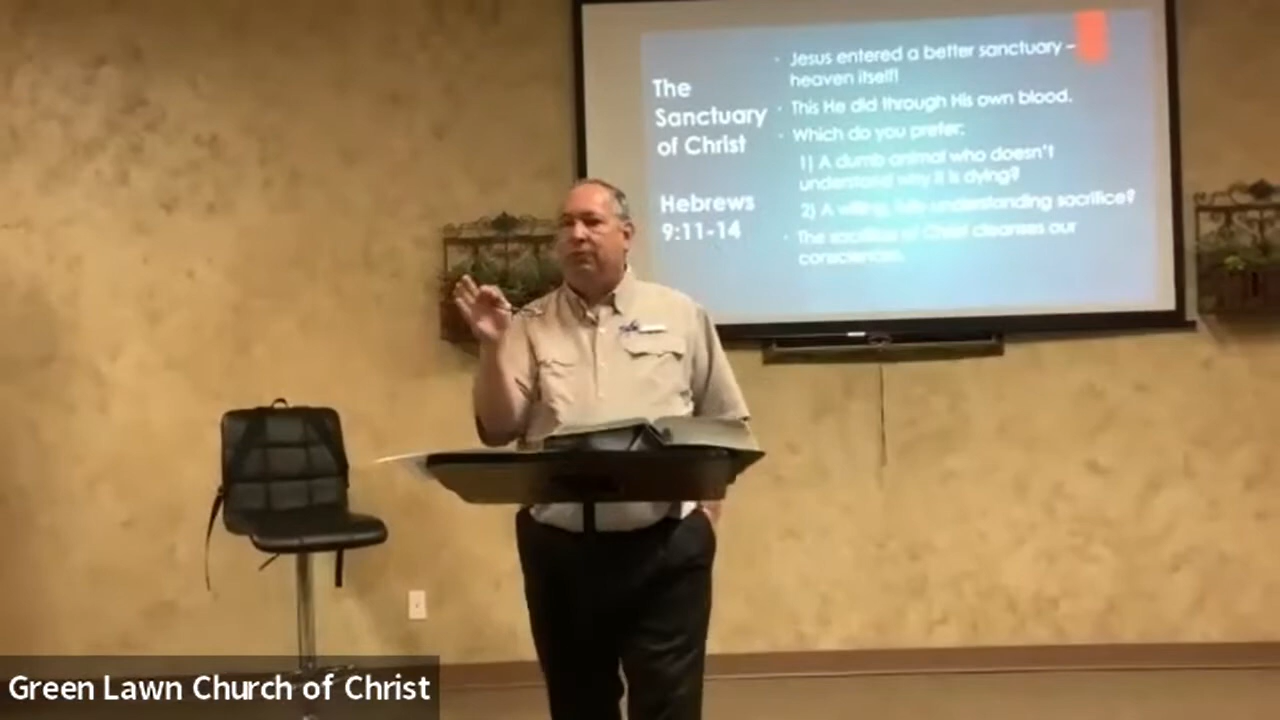 The
Sanctuary
of Christ
Hebrews
9:11-14
• Jesus entered a better sanctuary –
heaven itself!
• This He did through His own blood.
• Which do you prefer:
1) A dumb animal who doesn't
understand why it is dying?
2) A willing, fully understanding sacrifice?
• The sacrifice of Christ cleanses our
consciences.
Green Lawn Church of Christ